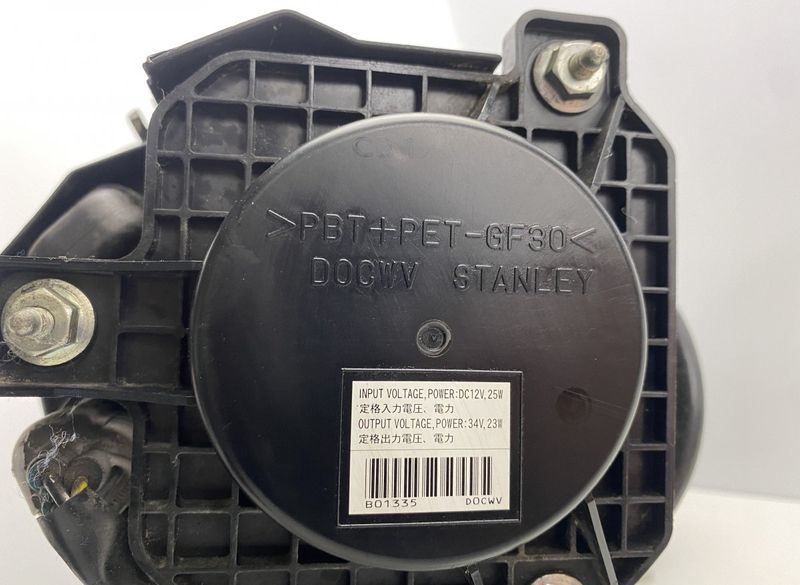 >PBT+PET-GF30<
DOCWV STANLEY
INPUT VOLTAGE,POWER:DC12V,25W
定格入力電圧、電力
OUTPUT VOLTAGE,POWER:34V,23W
定格出力電圧、電力
B01335 DOCWV